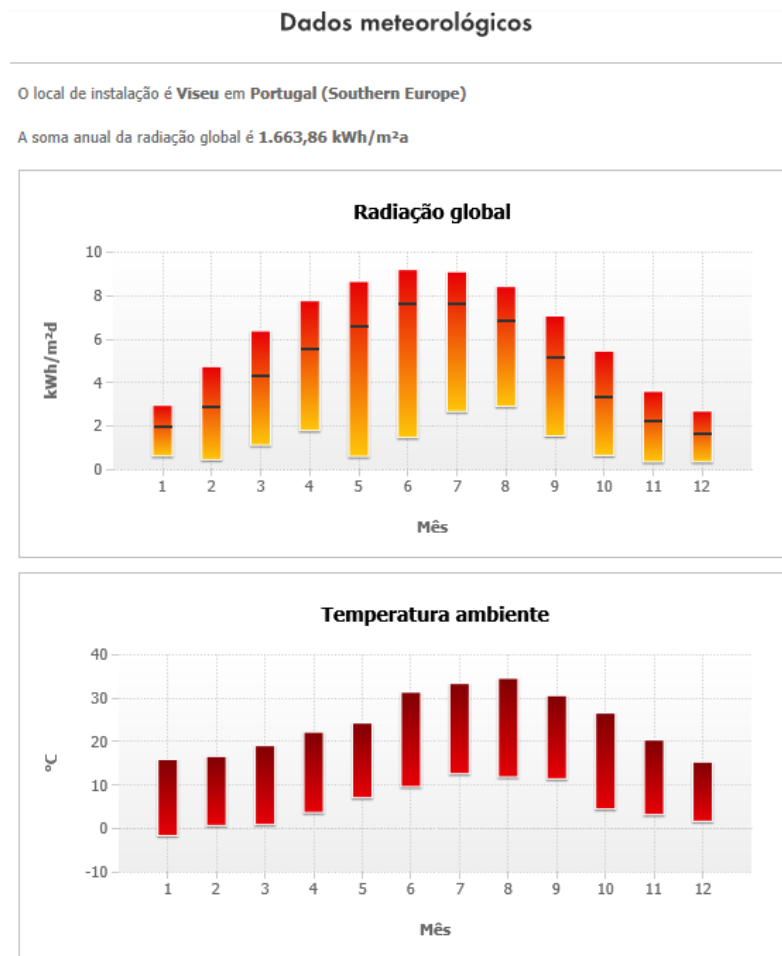 Dados meteorológicos
O local de instalação é Viseu em Portugal (Southern Europe)
A soma anual da radiação global é 1.663,86 kWh/m²a
Radiação global
10
8
6
4
2
0
kWh/m²d
1 2 3 4 5 6 7 8 9 10 11 12
Mês
Temperatura ambiente
40
30
20
10
0
-10
°C
1 2 3 4 5 6 7 8 9 10 11 12
Mês